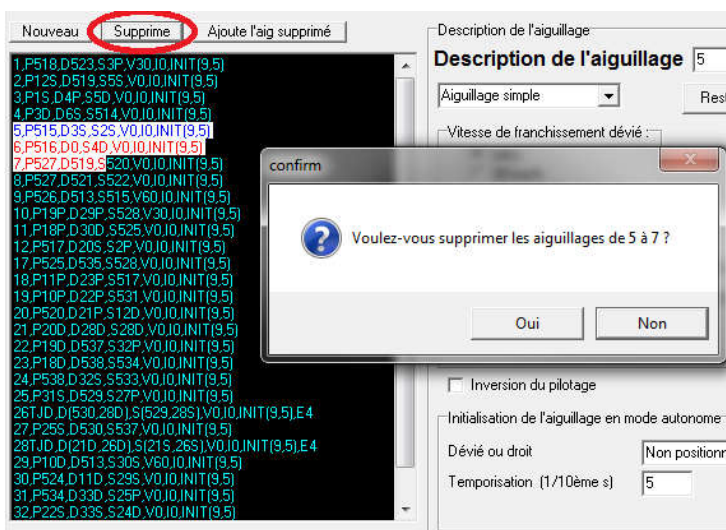 Nouveau Supprime Ajoute l'aig supprimé
1,P518,D523,S3P,V30,I0,INIT(9,5)
2,P12S,D519,S5S,V0,I0,INIT(9,5)
3,P1S,D4P,S5D,V0,I0,INIT(9,5)
4,P3D,D6S,S514,V0,I0,INIT(9,5)
5,P515,D3S,S2S,V0,I0,INIT(9,5)
6,P516,D0,S4D,V0,I0,INIT(9,5)
7,P527,D519,S520,V0,I0,INIT(9,5)
8,P527,D521,S522,V0,I0,INIT(9,5)
9,P526,D513,S515,V60,I0,INIT(9,5)
10,P19P,D29P,S528,V30,I0,INIT(9,5)
11,P18P,D30D,S525,V0,I0,INIT(9,5)
12,P517,D20S,S2P,V0,I0,INIT(9,5)
17,P525,D535,S528,V0,I0,INIT(9,5)
18,P11P,D23P,S517,V0,I0,INIT(9,5)
19,P10P,D22P,S531,V0,I0,INIT(9,5)
20,P520,D21P,S12D,V0,I0,INIT(9,5)
21,P20D,D28D,S28D,V0,I0,INIT(9,5)
22,P19D,D537,S32P,V0,I0,INIT(9,5)
23,P18D,D538,S534,V0,I0,INIT(9,5)
24,P538,D32S,S533,V0,I0,INIT(9,5)
25,P31S,D529,S27P,V0,I0,INIT(9,5)
26TJD,D(530,28D),S(529,28S),V0,I0,INIT(9,5),E4
27,P25S,D530,S537,V0,I0,INIT(9,5)
28TJD,D(21D,26D),S(21S,26S),V0,I0,INIT(9,5),E4
29,P10D,D513,S30S,V60,I0,INIT(9,5)
30,P524,D11D,S29S,V0,I0,INIT(9,5)
31,P534,D33D,S25P,V0,I0,INIT(9,5)
32,P22S,D33S,S24D,V0,I0,INIT(9,5)
Description de l'aiguillage
Description de l'aiguillage 5
Aiguillage simple
Vitesse de franchissement dévié :
confirm
Voulez-vous supprimer les aiguillages de 5 à 7 ?
Oui Non
Inversion du pilotage
Initialisation de l'aiguillage en mode autonome
Dévié ou droit
Temporisation (1/10ème s) 5